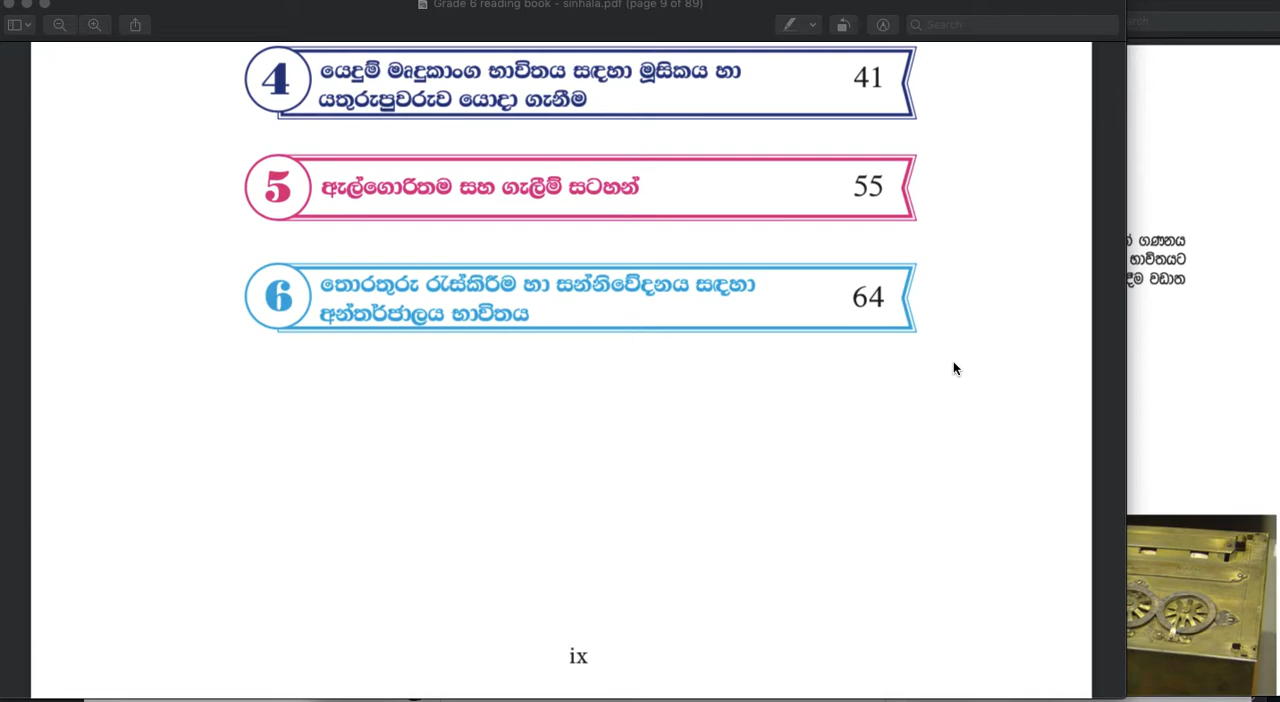 Grade 6 reading book - sinhala.pdf (page 9 of 89)
Search
4
යෙදුම් මෘදුකාංග භාවිතය සඳහා මූසිකය හා
යතුරුපුවරුව යොදා ගැනීම
41
5
ඇල්ගොරිතම සහ ගැලීම් සටහන්
55
6
තොරතුරු රැස්කිරීම හා සන්නිවේදනය සඳහා
අන්තර්ජාලය භාවිතය
64
ix
ගණනය
භාවිතයට
වඩාත